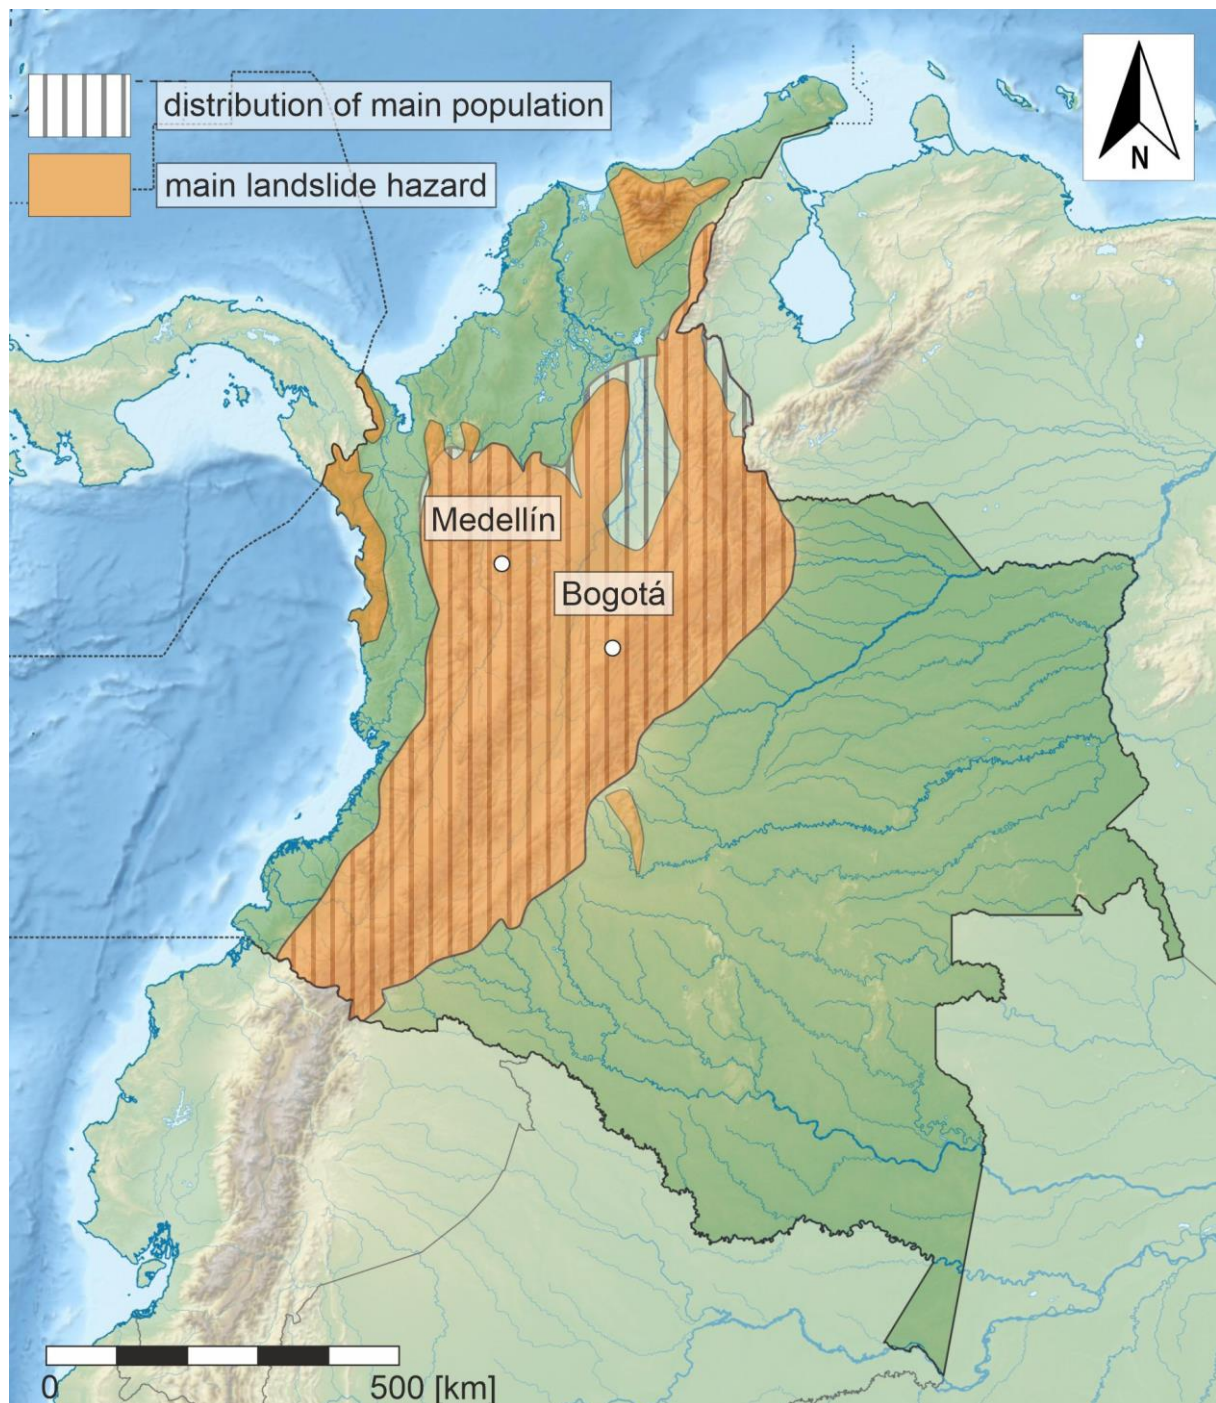 distribution of main population
main landslide hazard
N
Medellín
Bogotá
0
500 [km]